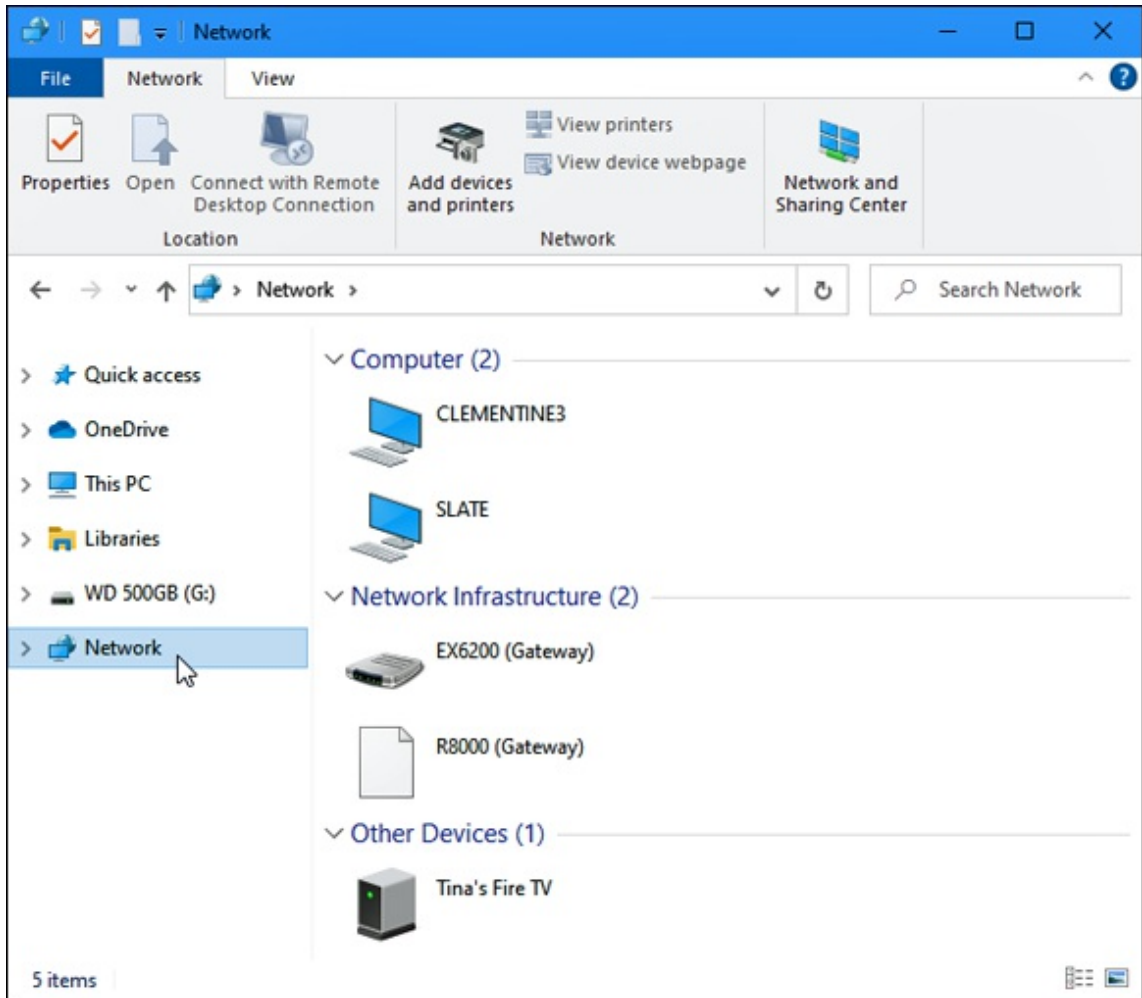 Network
File Network View
Properties Open Connect with Remote Desktop Connection
Location
Add devices and printers
View printers
View device webpage
Network
Network and Sharing Center
Network
Search Network
Quick access
OneDrive
This PC
Libraries
WD 500GB (G:)
Network
Computer (2)
CLEMENTINE3
SLATE
Network Infrastructure (2)
EX6200 (Gateway)
R8000 (Gateway)
Other Devices (1)
Tina's Fire TV
5 items